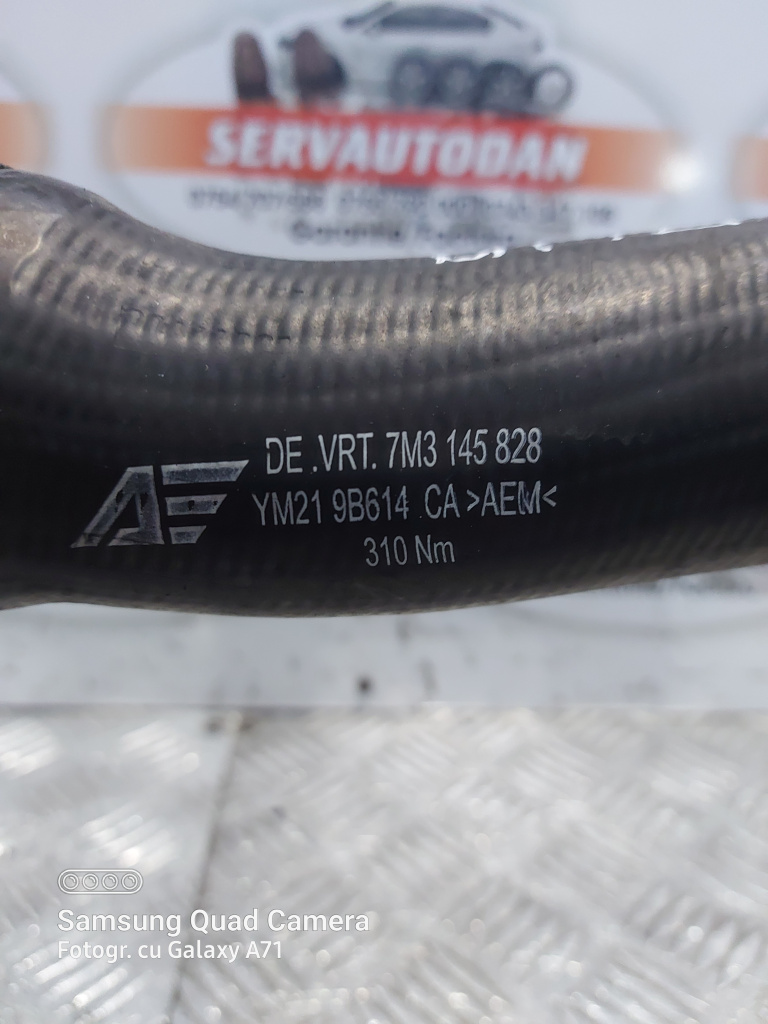 SERVAUTODAN
DE .VRT. 7M3 145 828
AE
YM21 9B614 CA >AEM<
310 Nm
Samsung Quad Camera
Fotogr. cu Galaxy A71